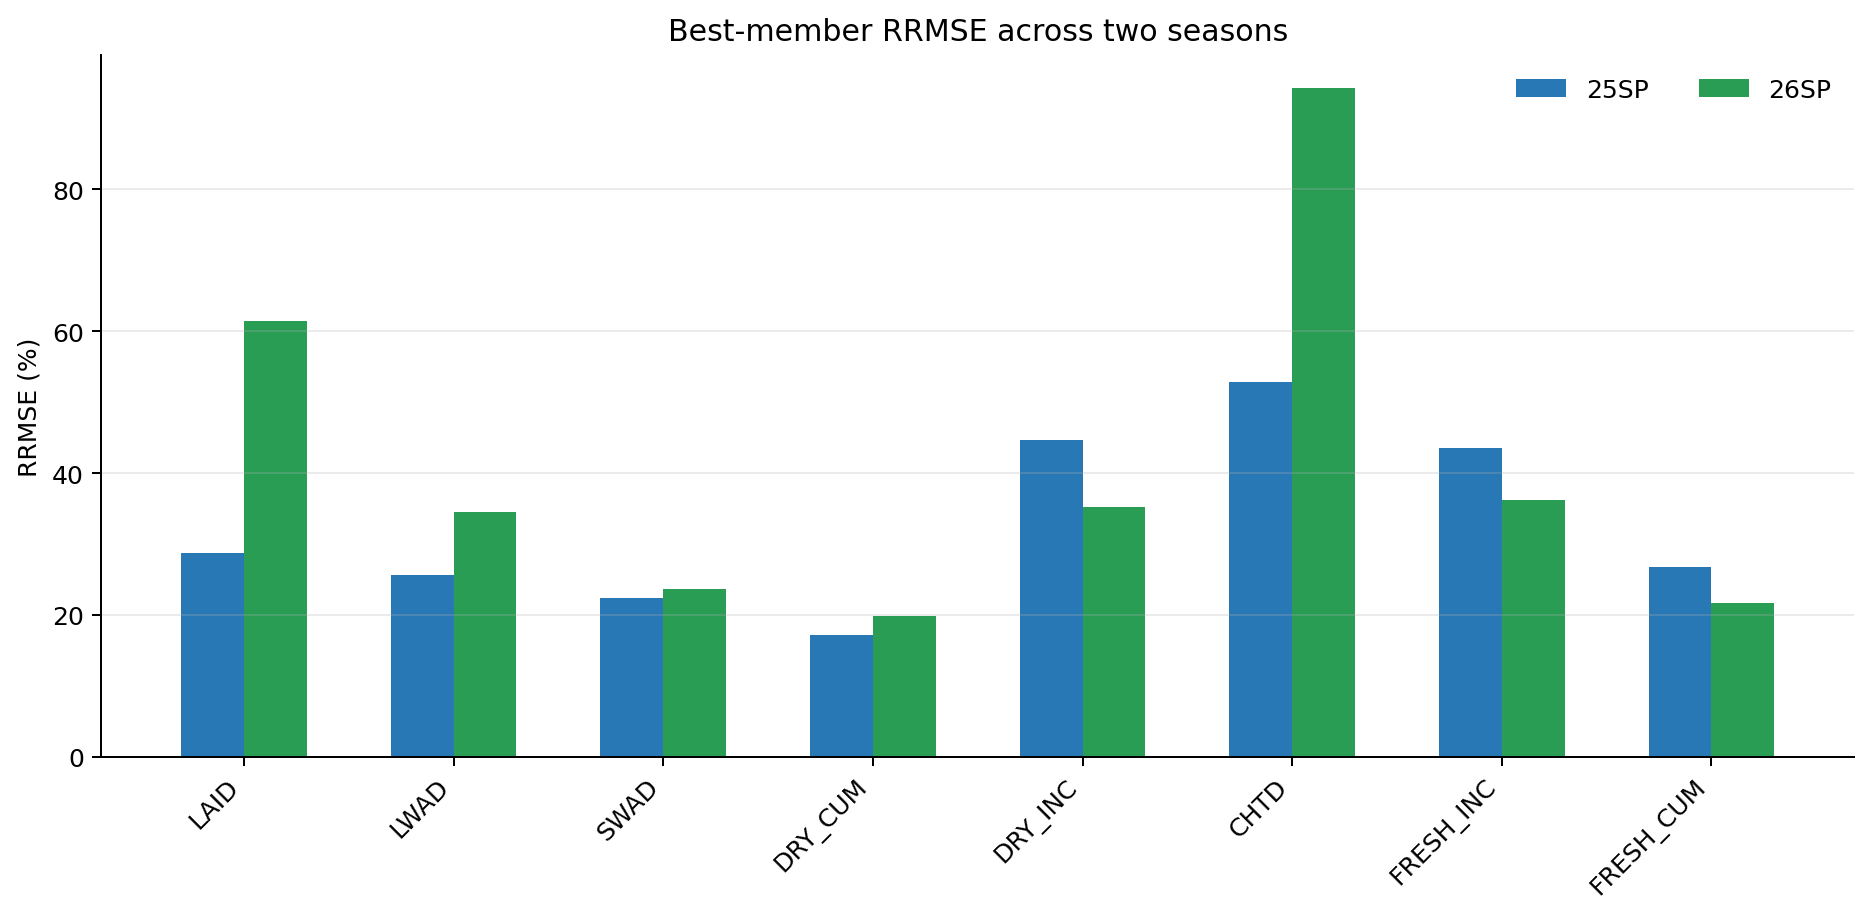 Best-member RRMSE across two seasons
25SP 26SP
RRMSE (%)
80
60
40
20
0
LAID
LWAD
SWAD
DRY_CUM
DRY_INC
CHTD
FRESH_INC
FRESH_CUM